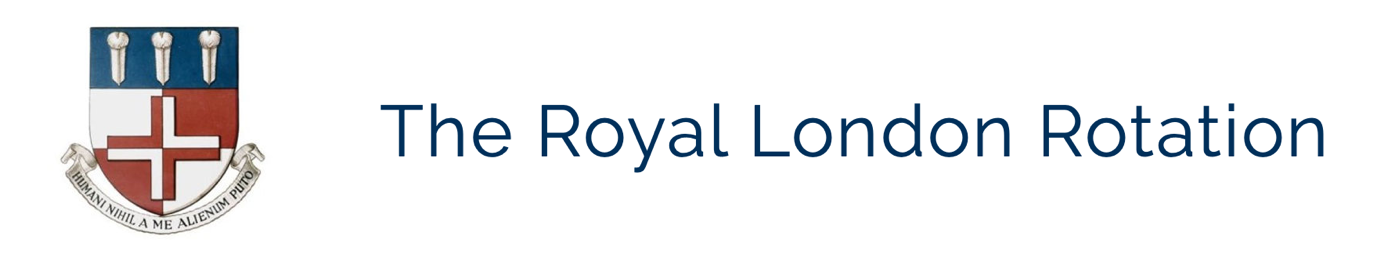 The Royal London Rotation
HUMANI NIHIL A ME ALIENUM PUTO